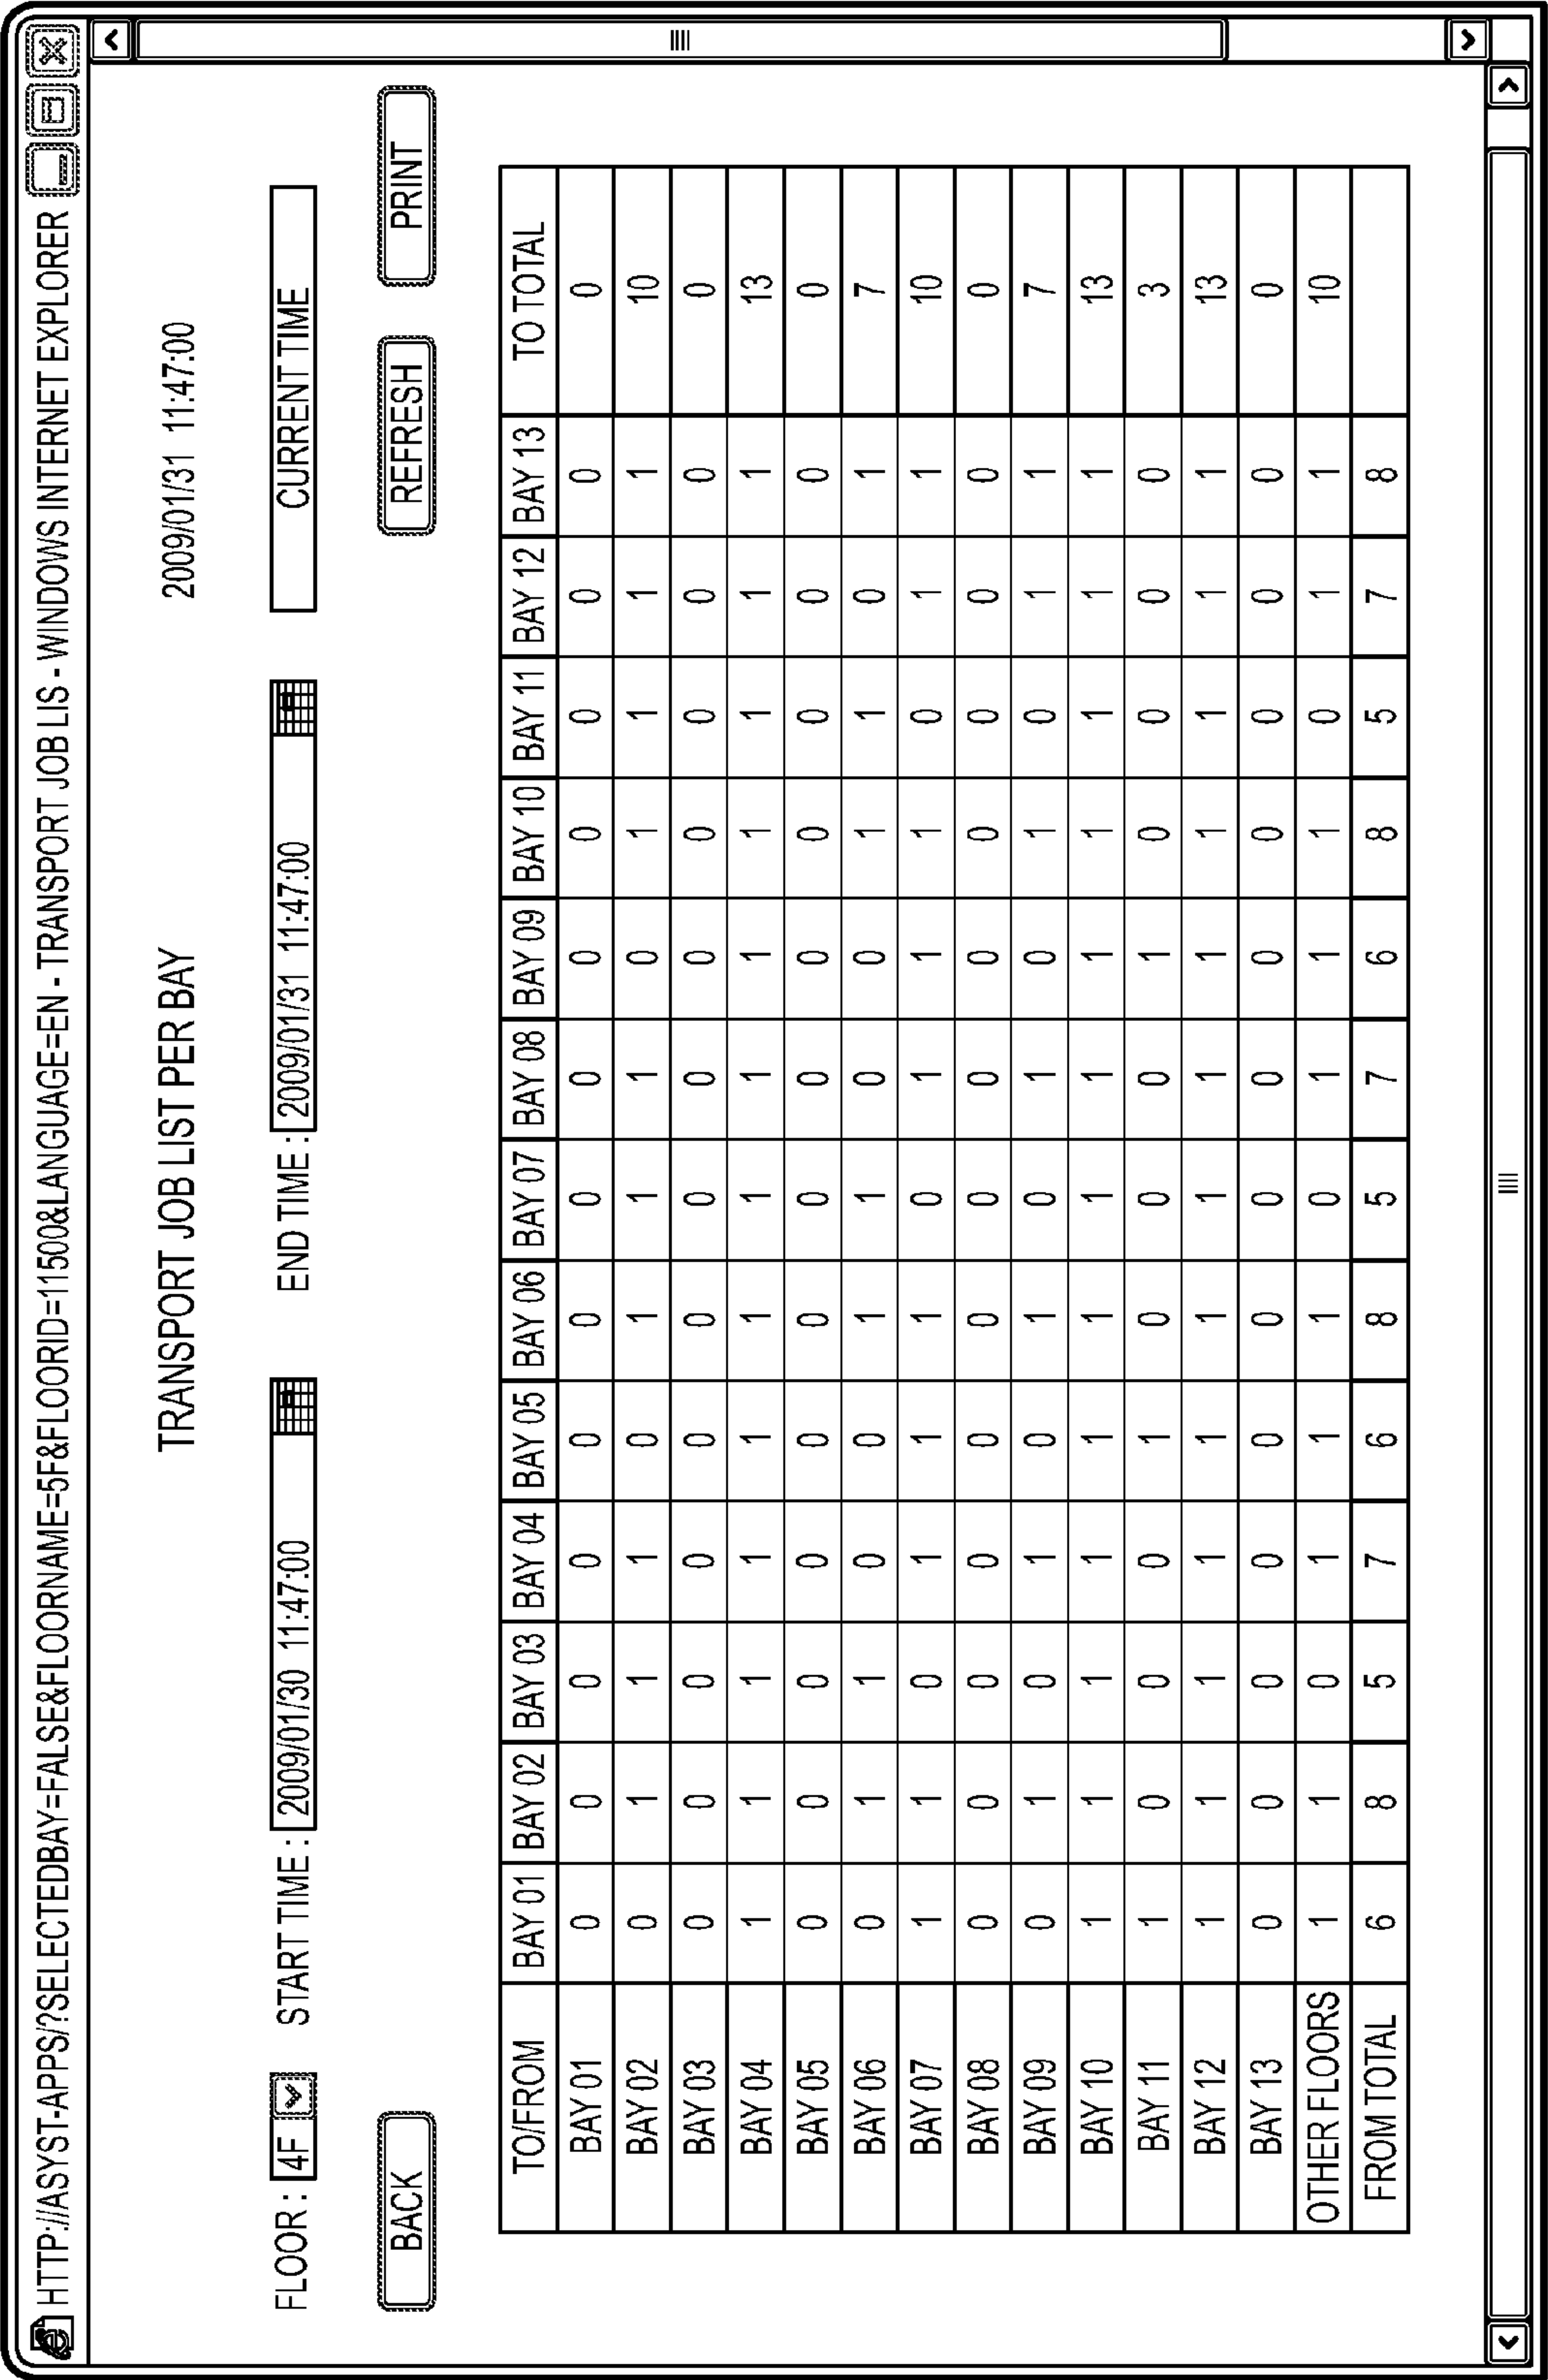 HTTP://ASYST-APPS/?SELECTEDBAY=FALSE&FLOORNAME=5F&FLOORID=11500&LANGUAGE=EN - TRANSPORT JOB LIS - WINDOWS INTERNET EXPLORER
TRANSPORT JOB LIST PER BAY 2009/01/31 11:47:00
FLOOR : 4F START TIME : 2009/01/30 11:47:00 END TIME : 2009/01/31 11:47:00 CURRENT TIME
BACK REFRESH PRINT
TO/FROM BAY 01 BAY 02 BAY 03 BAY 04 BAY 05 BAY 06 BAY 07 BAY 08 BAY 09 BAY 10 BAY 11 BAY 12 BAY 13 TO TOTAL
BAY 01 0 0 0 0 0 0 0 0 0 0 0 0 0 0
BAY 02 0 1 1 1 0 1 1 1 0 1 1 1 1 10
BAY 03 0 0 0 0 0 0 0 0 0 0 0 0 0 0
BAY 04 1 1 1 1 1 1 1 1 1 1 1 1 1 13
BAY 05 0 0 0 0 0 0 0 0 0 0 0 0 0 0
BAY 06 0 1 1 0 0 1 1 0 0 1 1 0 1 7
BAY 07 1 1 0 1 1 1 0 1 1 1 0 1 1 10
BAY 08 0 0 0 0 0 0 0 0 0 0 0 0 0 0
BAY 09 0 1 0 1 0 1 0 1 0 1 0 1 1 7
BAY 10 1 1 1 1 1 1 1 1 1 1 1 1 1 13
BAY 11 1 0 0 0 1 0 0 0 1 0 0 0 0 3
BAY 12 1 1 1 1 1 1 1 1 1 1 1 1 1 13
BAY 13 0 0 0 0 0 0 0 0 0 0 0 0 0 0
OTHER FLOORS 1 1 0 1 1 1 0 1 1 1 0 1 1 10
FROM TOTAL 6 8 5 7 6 8 5 7 6 8 5 7 8